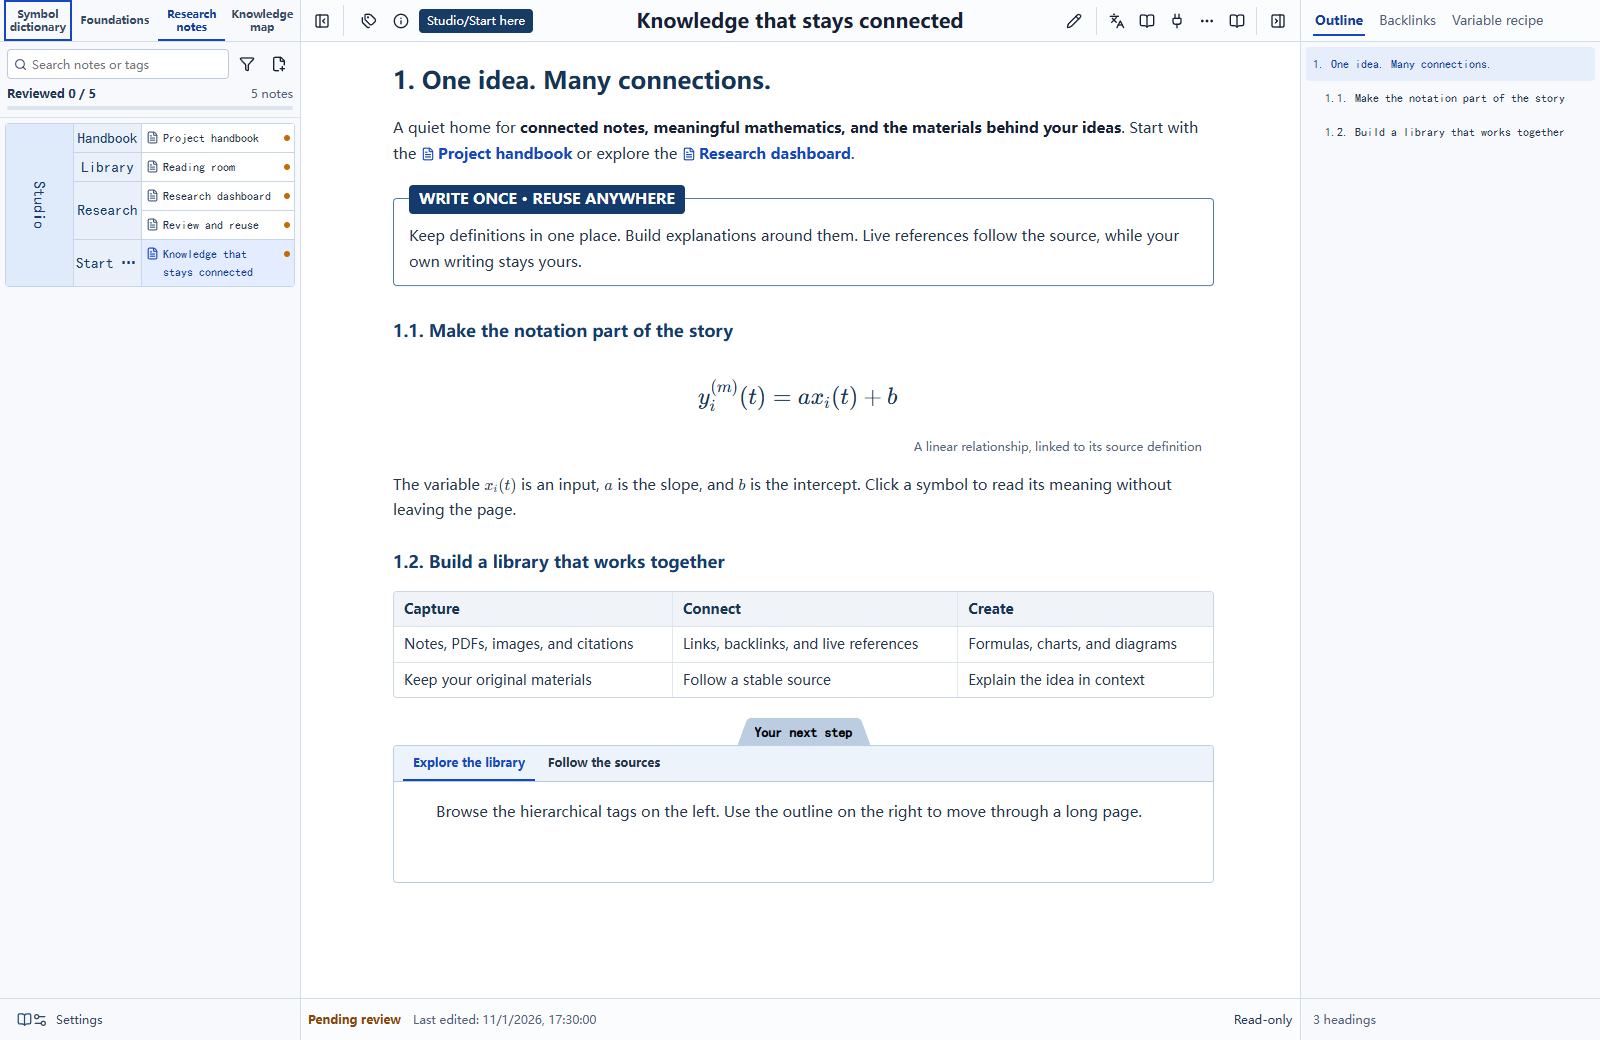 Symbol dictionary
Foundations
Research notes
Knowledge map
Studio/Start here
Knowledge that stays connected
Outline
Backlinks
Variable recipe
Search notes or tags
Reviewed 0 / 5
5 notes
Studio
Handbook
Project handbook
Library
Reading room
Research
Research dashboard
Review and reuse
Start ···
Knowledge that
stays connected
1. One idea. Many connections.
A quiet home for connected notes, meaningful mathematics, and the materials behind your ideas. Start with
the Project handbook or explore the Research dashboard.
WRITE ONCE • REUSE ANYWHERE
Keep definitions in one place. Build explanations around them. Live references follow the source, while your
own writing stays yours.
1.1. Make the notation part of the story
y_i^(m)(t) = ax_i(t) + b
A linear relationship, linked to its source definition
The variable x_i(t) is an input, a is the slope, and b is the intercept. Click a symbol to read its meaning without
leaving the page.
1.2. Build a library that works together
Capture
Connect
Create
Notes, PDFs, images, and citations
Links, backlinks, and live references
Formulas, charts, and diagrams
Keep your original materials
Follow a stable source
Explain the idea in context
Your next step
Explore the library
Follow the sources
Browse the hierarchical tags on the left. Use the outline on the right to move through a long page.
1. One idea. Many connections.
1.1. Make the notation part of the story
1.2. Build a library that works together
Settings
Pending review
Last edited: 11/1/2026, 17:30:00
Read-only
3 headings